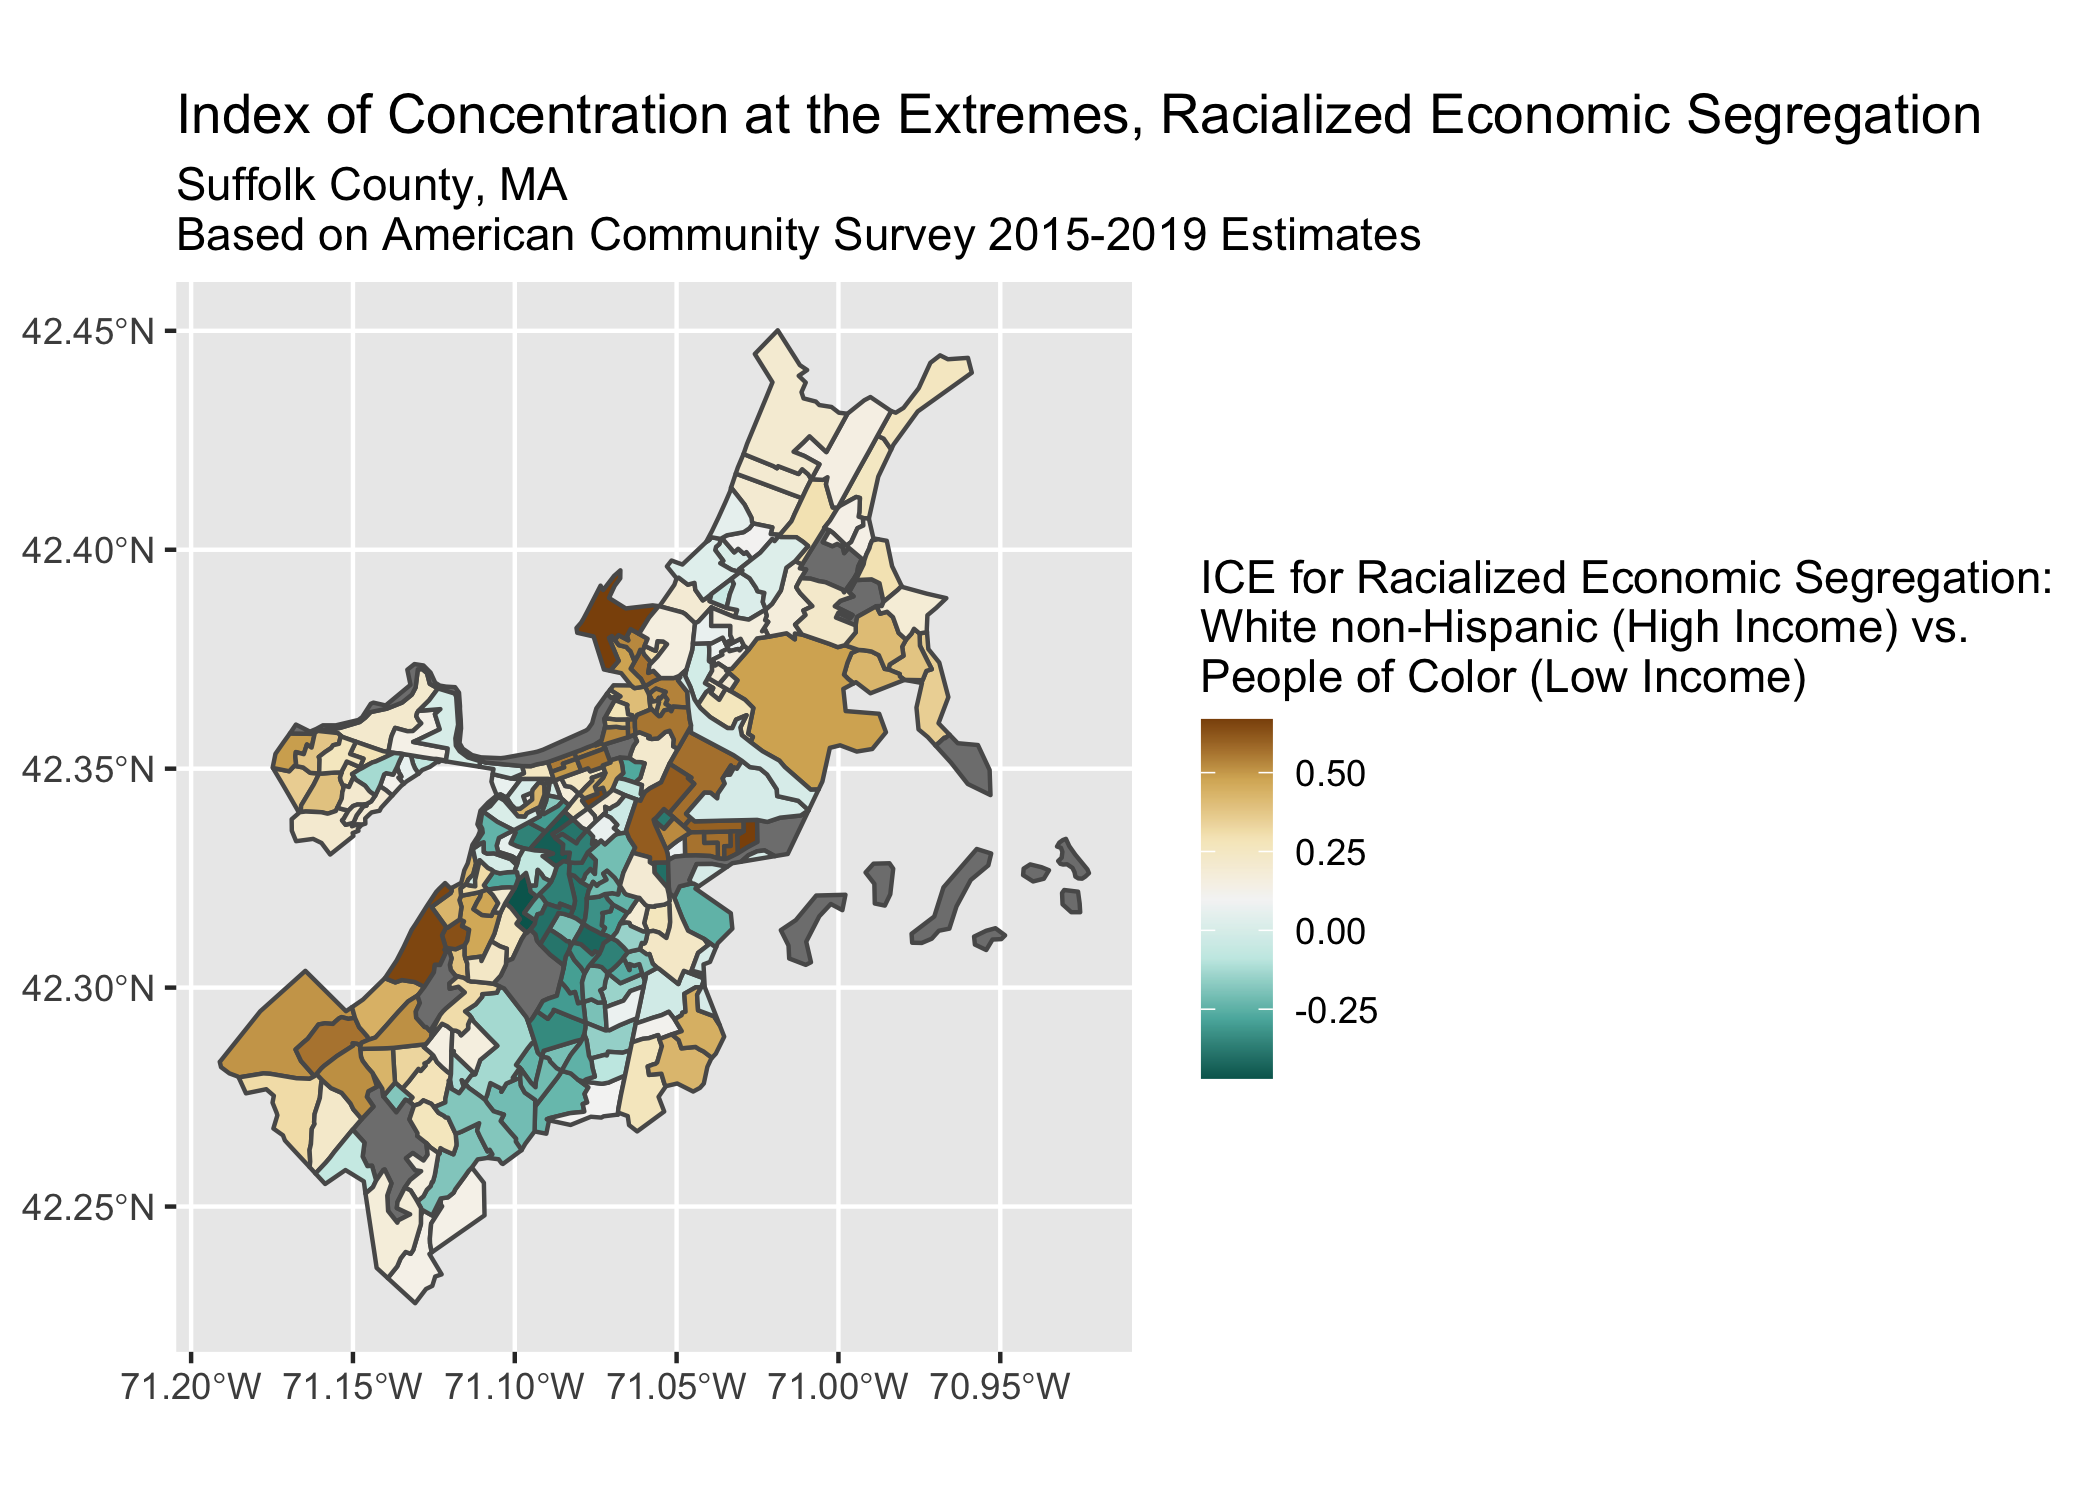 Index of Concentration at the Extremes, Racialized Economic Segregation
Suffolk County, MA
Based on American Community Survey 2015-2019 Estimates
42.45°N
42.40°N
42.35°N
42.30°N
42.25°N
71.20°W
71.15°W
71.10°W
71.05°W
71.00°W
70.95°W
ICE for Racialized Economic Segregation:
White non-Hispanic (High Income) vs.
People of Color (Low Income)
0.50
0.25
0.00
-0.25